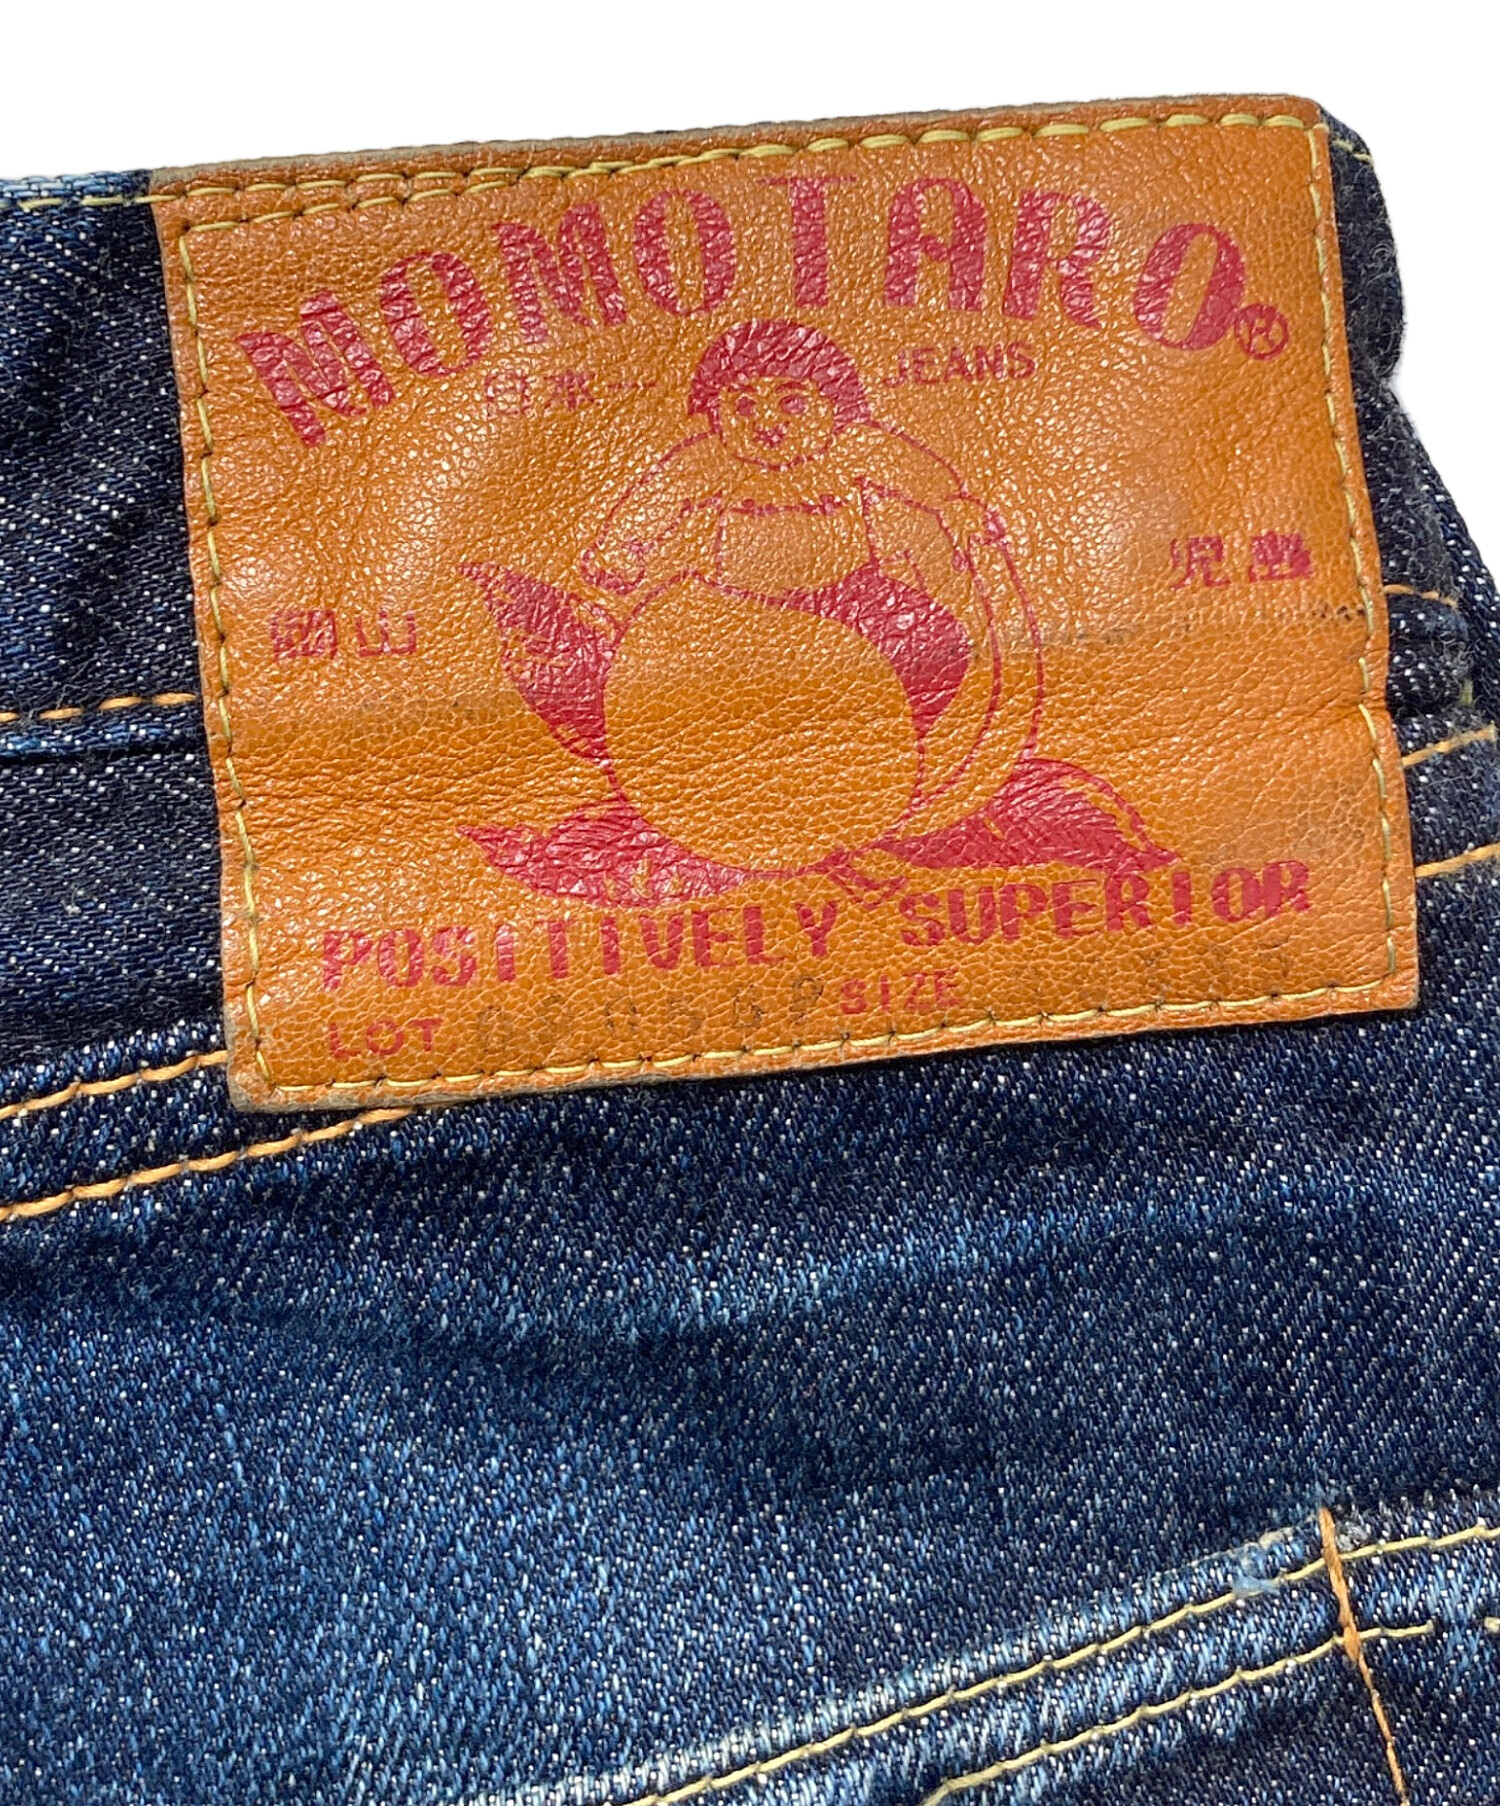 MOMOTARO®
日本一 JEANS
岡山 児島
POSITIVELY SUPERIOR
LOT. SIZE